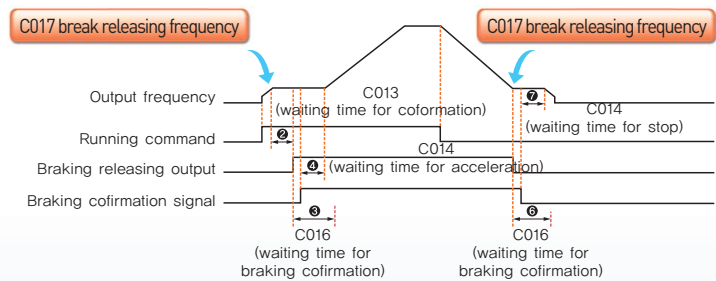 C017 break releasing frequency
C017 break releasing frequency
Output frequency
C013
(waiting time for coformation)
❼
C014
(waiting time for stop)
Running command
❷
C014
(waiting time for acceleration)
Braking releasing output
❹
Braking cofirmation signal
❸
❻
C016
(waiting time for
braking cofirmation)
C016
(waiting time for
braking cofirmation)